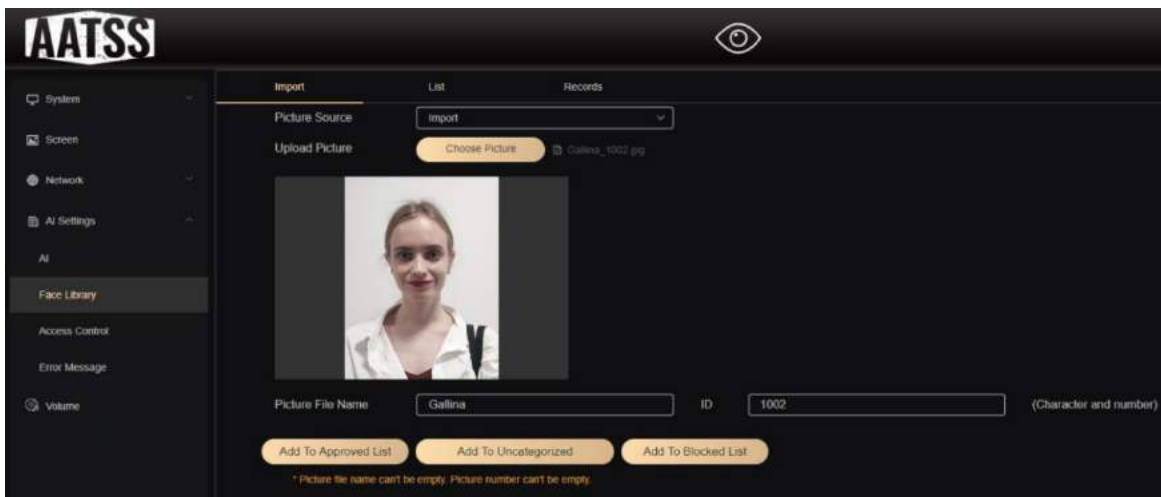 AATSS
System
Screen
Network
AI Settings
AI
Face Library
Access Control
Error Message
Volume
Import List Records
Picture Source Import
Upload Picture Choose Picture Gallina_1002.jpg
Picture File Name Gallina ID 1002 (Character and number)
Add To Approved List Add To Uncategorized Add To Blocked List
* Picture file name can't be empty. Picture number can't be empty.